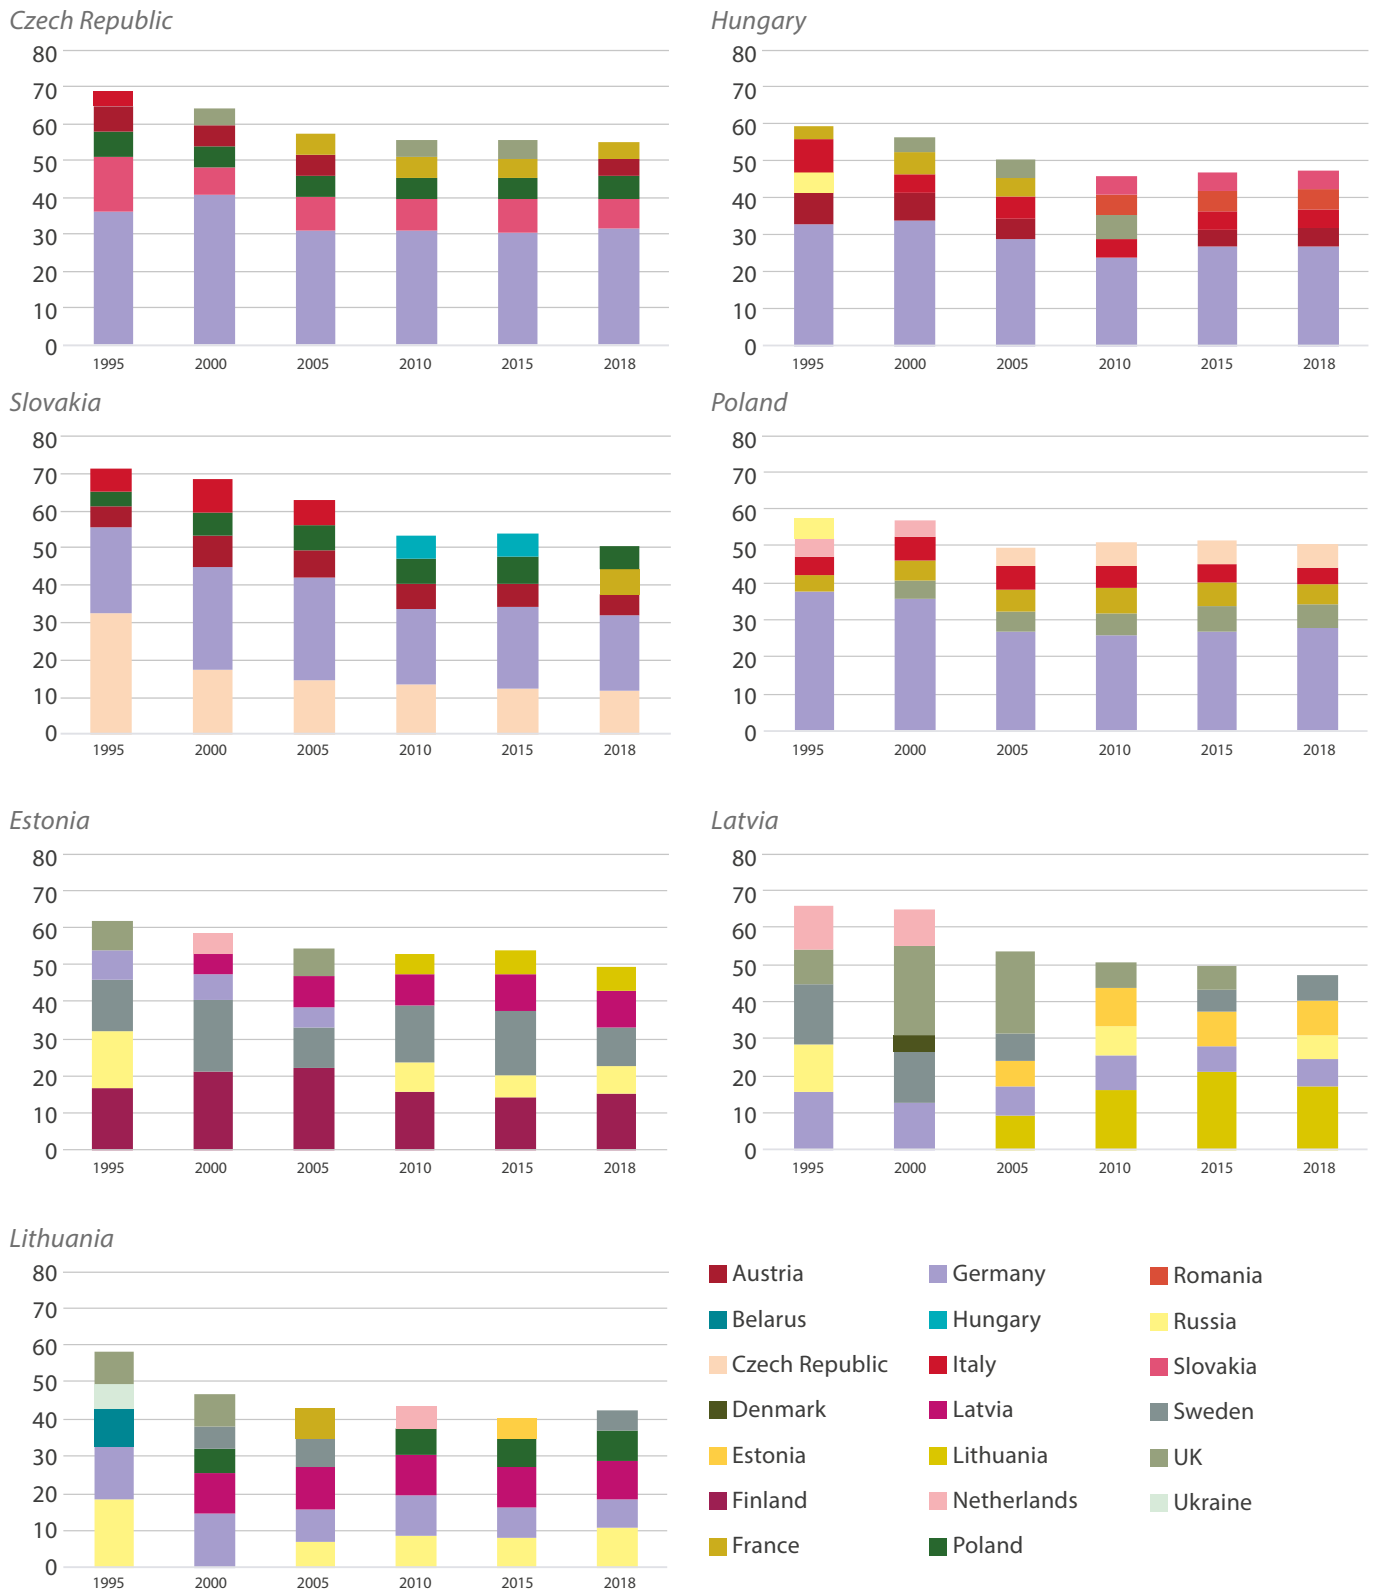 Czech Republic
80
70
60
50
40
30
20
10
0
1995 2000 2005 2010 2015 2018
Hungary
80
70
60
50
40
30
20
10
0
1995 2000 2005 2010 2015 2018
Slovakia
80
70
60
50
40
30
20
10
0
1995 2000 2005 2010 2015 2018
Poland
80
70
60
50
40
30
20
10
0
1995 2000 2005 2010 2015 2018
Estonia
80
70
60
50
40
30
20
10
0
1995 2000 2005 2010 2015 2018
Latvia
80
70
60
50
40
30
20
10
0
1995 2000 2005 2010 2015 2018
Lithuania
80
70
60
50
40
30
20
10
0
1995 2000 2005 2010 2015 2018
Austria
Belarus
Czech Republic
Denmark
Estonia
Finland
France
Germany
Hungary
Italy
Latvia
Lithuania
Netherlands
Poland
Romania
Russia
Slovakia
Sweden
UK
Ukraine